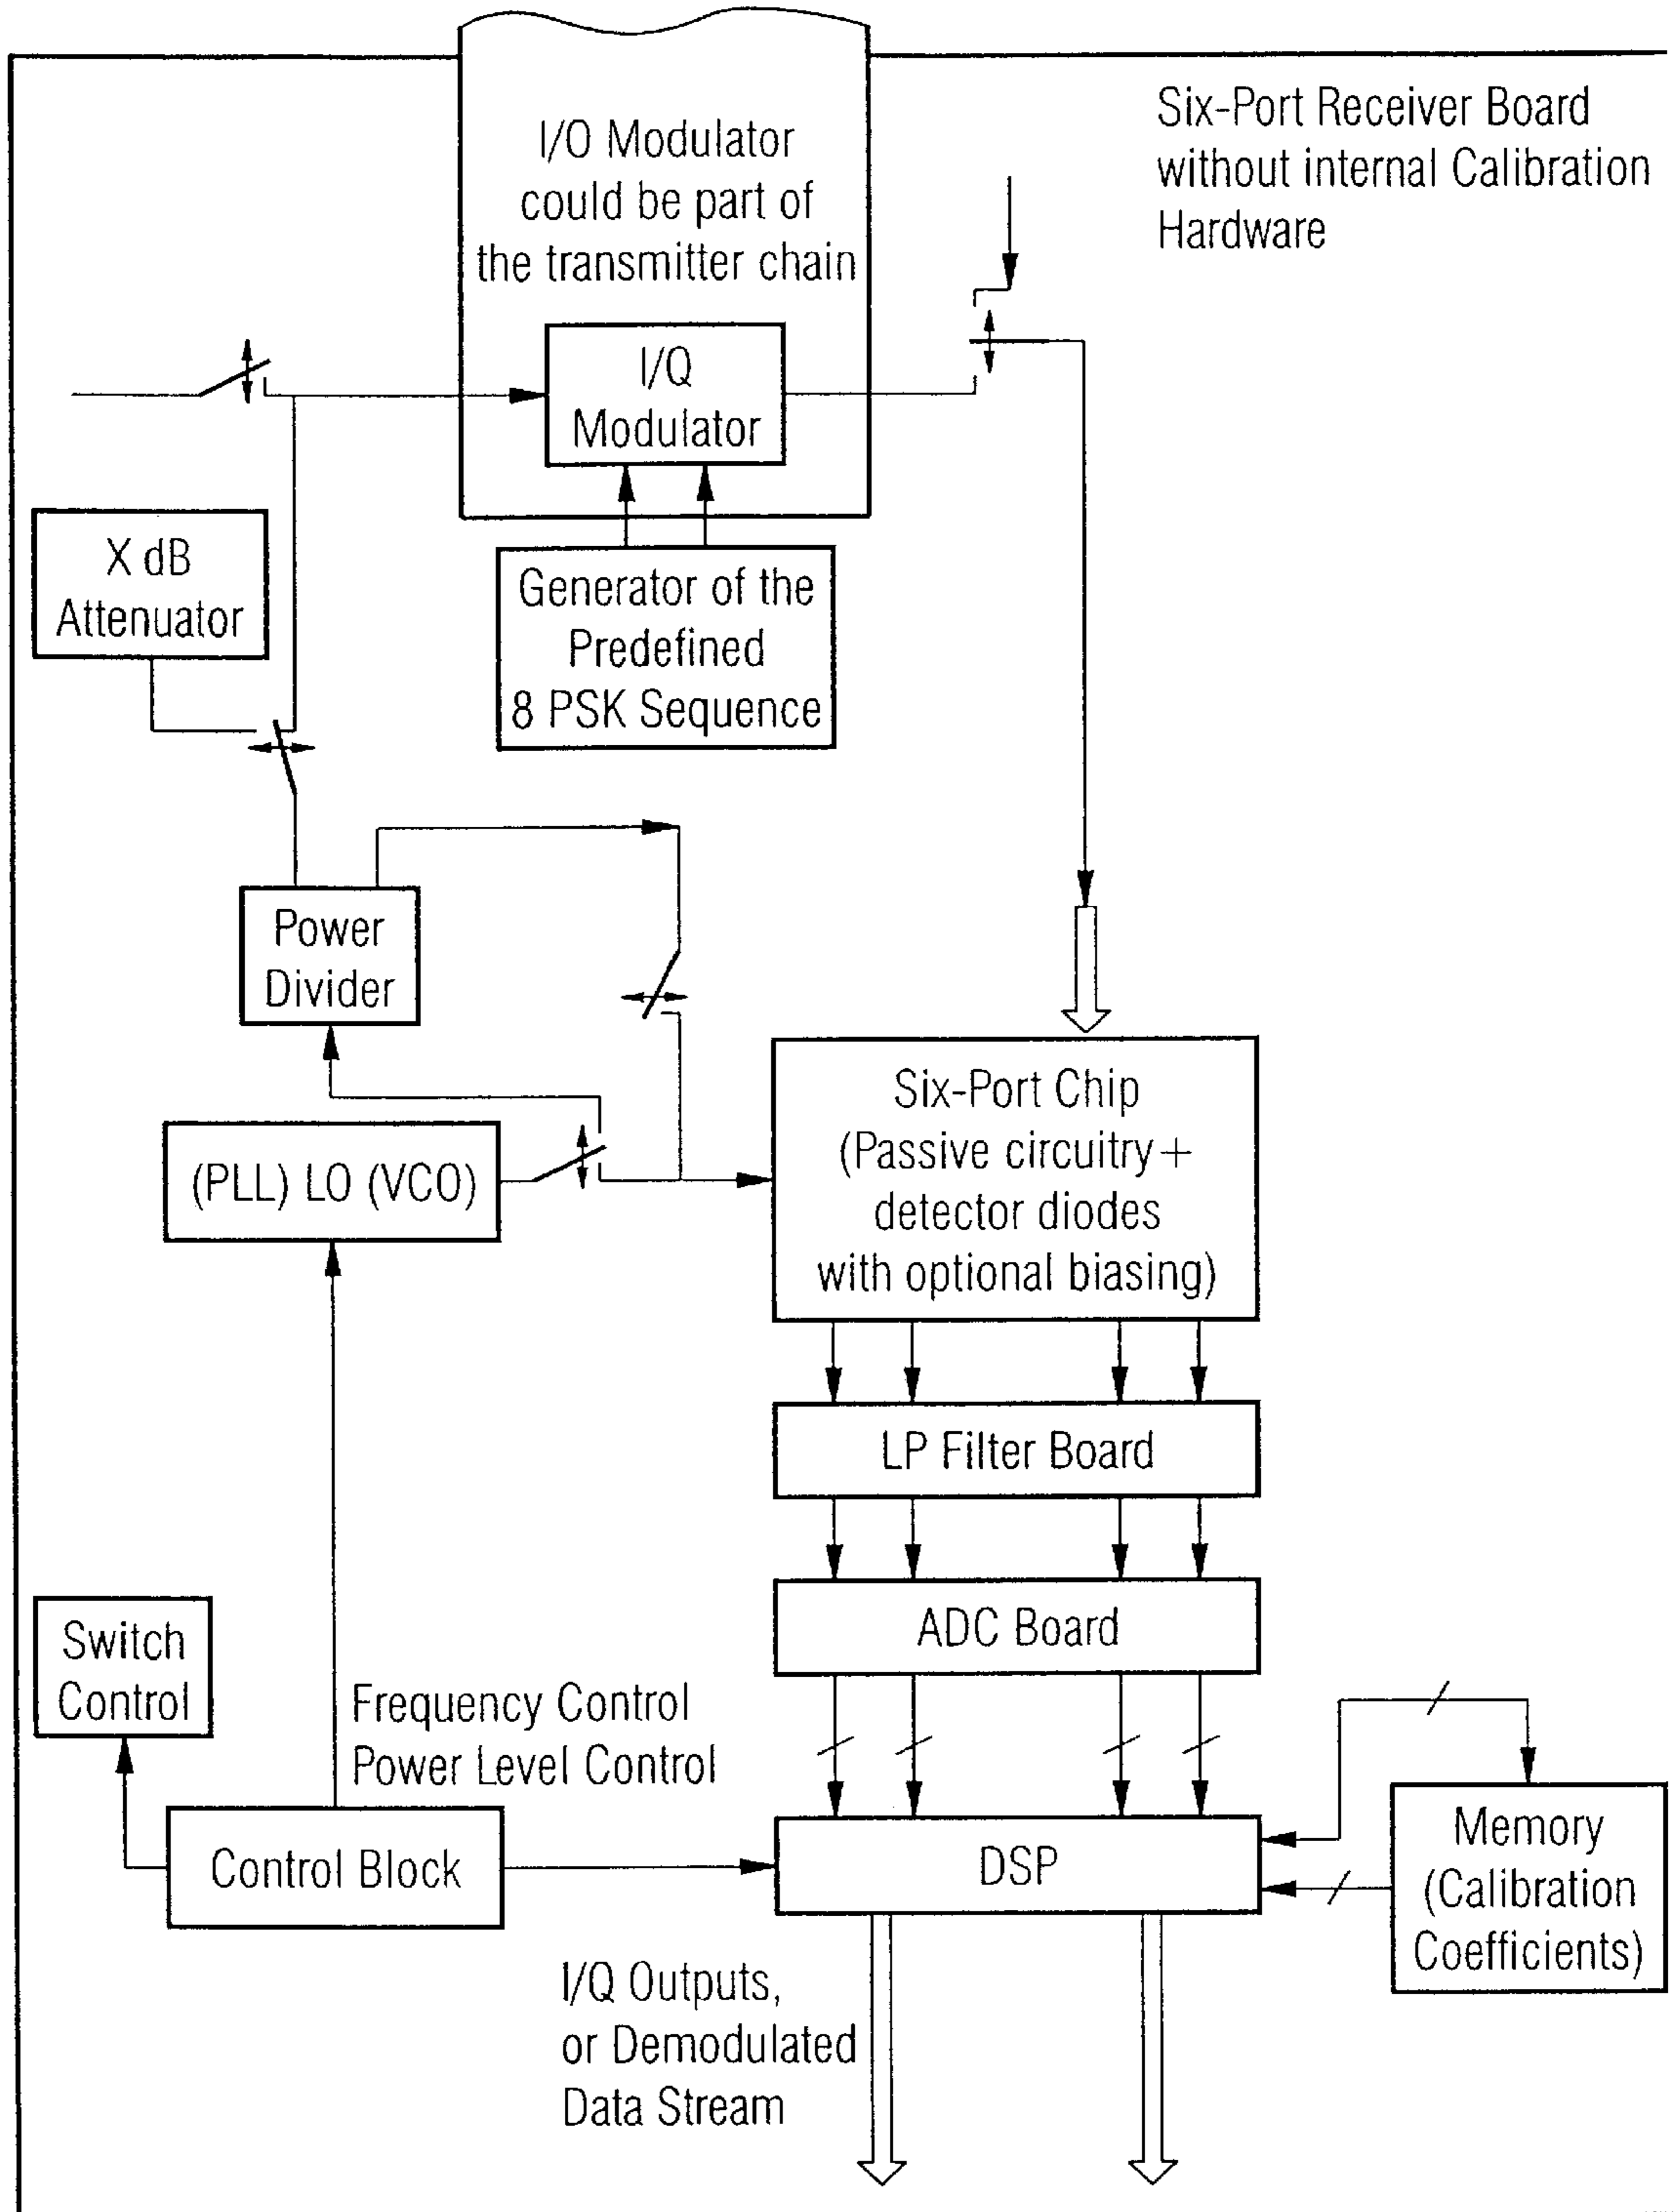 Six-Port Receiver Board
without internal Calibration
Hardware
I/O Modulator
could be part of
the transmitter chain
I/Q
Modulator
X dB
Attenuator
Generator of the
Predefined
8 PSK Sequence
Power
Divider
(PLL) LO (VCO)
Six-Port Chip
(Passive circuitry+
detector diodes
with optional biasing)
LP Filter Board
ADC Board
Switch
Control
Frequency Control
Power Level Control
Control Block
DSP
Memory
(Calibration
Coefficients)
I/Q Outputs,
or Demodulated
Data Stream